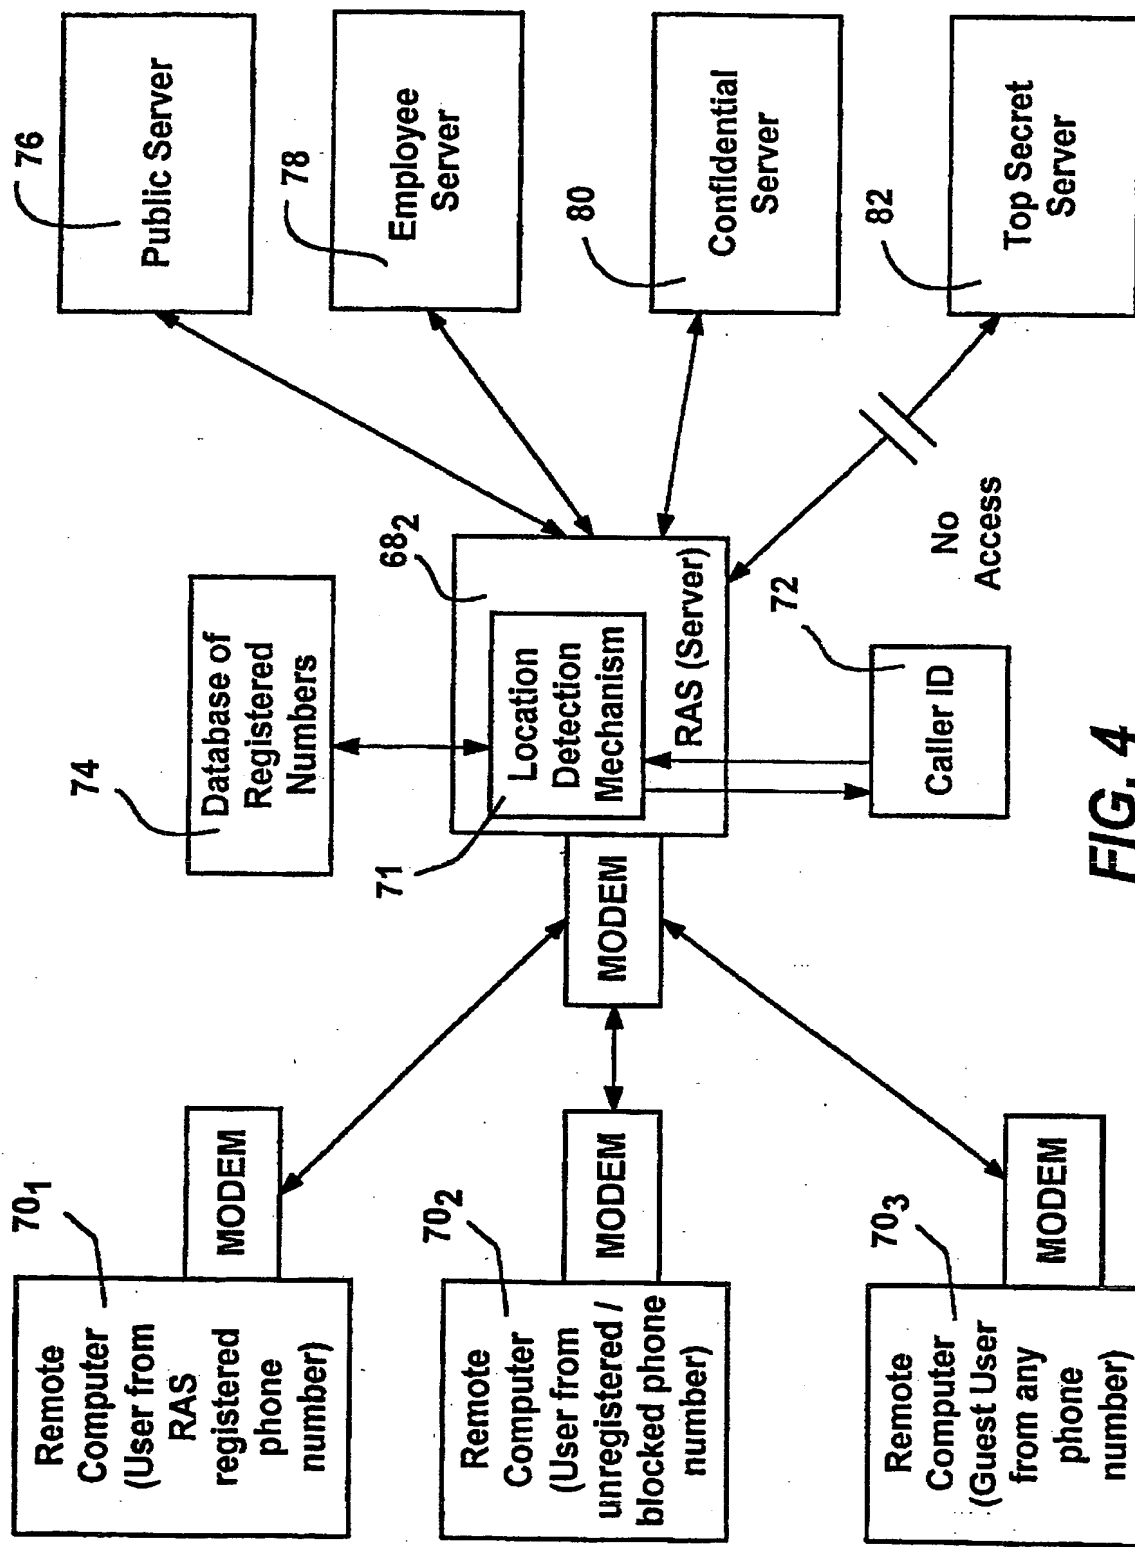 70₁
Remote
Computer
(User from
RAS
registered
phone
number)
MODEM
70₂
Remote
Computer
(User from
unregistered /
blocked phone
number)
MODEM
70₃
Remote
Computer
(Guest User
from any
phone
number)
MODEM
MODEM
74
Database of
Registered
Numbers
71
68₂
Location
Detection
Mechanism
RAS (Server)
72
Caller ID
76
Public Server
78
Employee
Server
80
Confidential
Server
82
Top Secret
Server
No
Access
FIG. 4